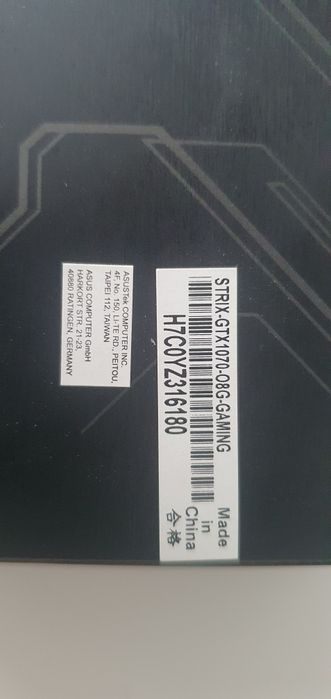 STRIX-GTX1070-O8G-GAMING
H7C0YZ316180
Made
in
China
合格
ASUSTek COMPUTER INC.
4F, No. 150, LI-TE RD., PEITOU,
TAIPEI 112, TAIWAN
ASUS COMPUTER GmbH
HARKORT STR. 21-23,
40880 RATINGEN, GERMANY